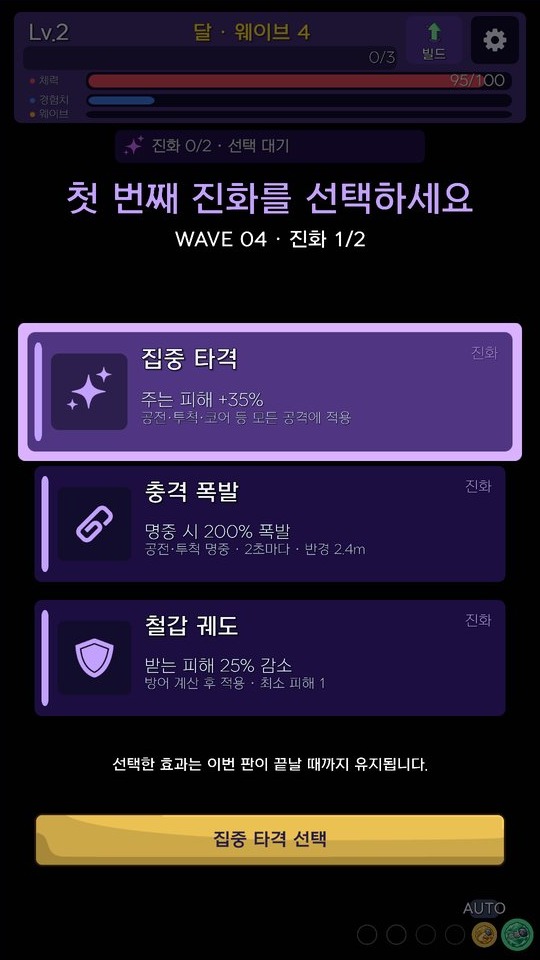 Lv.2
달 · 웨이브 4
빌드
0/3
체력
95/100
경험치
웨이브
진화 0/2 · 선택 대기
첫 번째 진화를 선택하세요
WAVE 04 · 진화 1/2
집중 타격
진화
주는 피해 +35%
공전·투척·코어 등 모든 공격에 적용
충격 폭발
진화
명중 시 200% 폭발
공전·투척 명중 · 2초마다 · 반경 2.4m
철갑 궤도
진화
받는 피해 25% 감소
방어 계산 후 적용 · 최소 피해 1
선택한 효과는 이번 판이 끝날 때까지 유지됩니다.
집중 타격 선택
AUTO